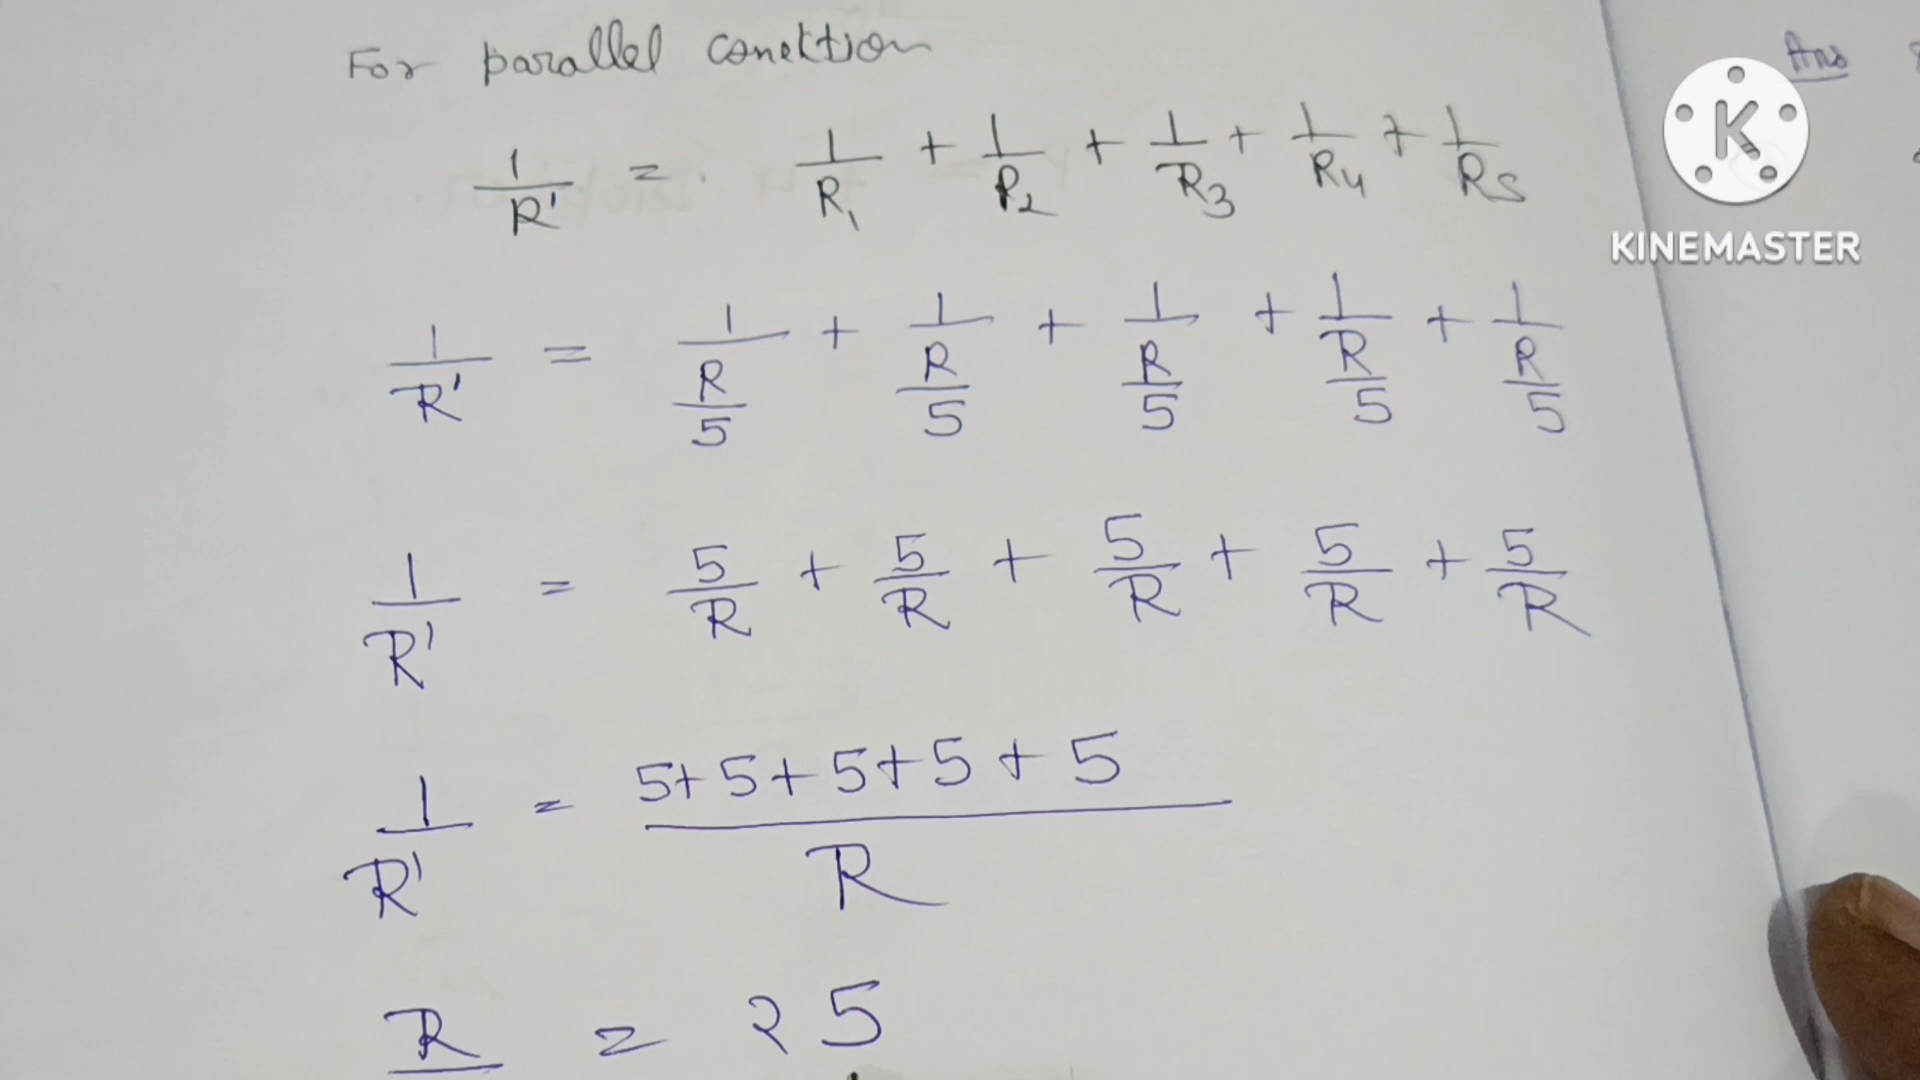 For parallel conektion
1/R' = 1/R₁ + 1/R₂ + 1/R₃ + 1/R₄ + 1/R₅
1/R' = 1/(R/5) + 1/(R/5) + 1/(R/5) + 1/(R/5) + 1/(R/5)
1/R' = 5/R + 5/R + 5/R + 5/R + 5/R
1/R' = (5+5+5+5+5)/R
R = 25
Ans
K
KINEMASTER